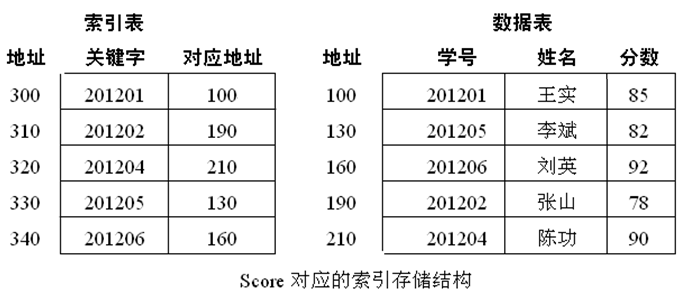 索引表 数据表
地址 关键字 对应地址 地址 学号 姓名 分数
300 201201 100 100 201201 王实 85
310 201202 190 130 201205 李斌 82
320 201204 210 160 201206 刘英 92
330 201205 130 190 201202 张山 78
340 201206 160 210 201204 陈功 90
Score 对应的索引存储结构